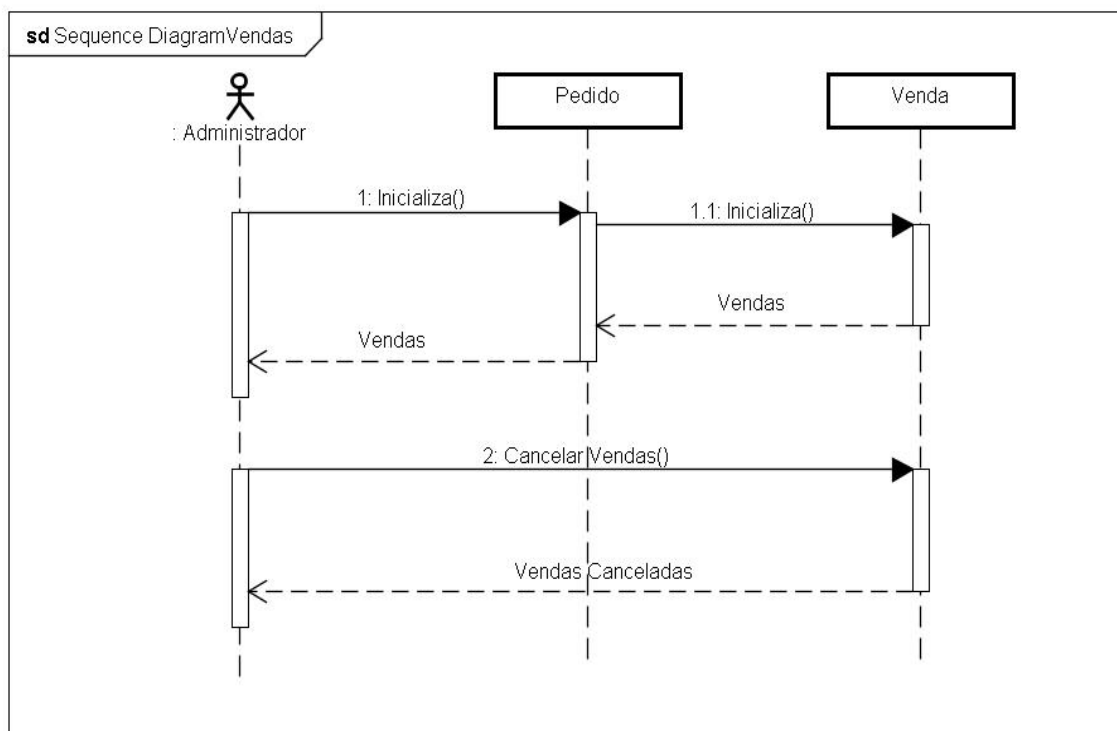 sd Sequence DiagramVendas
: Administrador
Pedido
Venda
1: Inicializa()
1.1: Inicializa()
Vendas
Vendas
2: Cancelar Vendas()
Vendas Canceladas